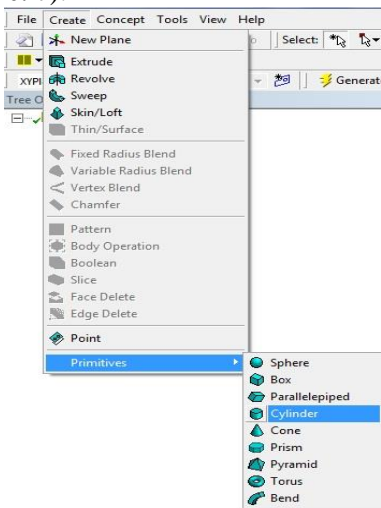 File Create Concept Tools View Help
New Plane
Select:
Extrude
XYPl
Revolve
Generat
Sweep
Tree O
Skin/Loft
Thin/Surface
Fixed Radius Blend
Variable Radius Blend
Vertex Blend
Chamfer
Pattern
Body Operation
Boolean
Slice
Face Delete
Edge Delete
Point
Primitives
Sphere
Box
Parallelepiped
Cylinder
Cone
Prism
Pyramid
Torus
Bend